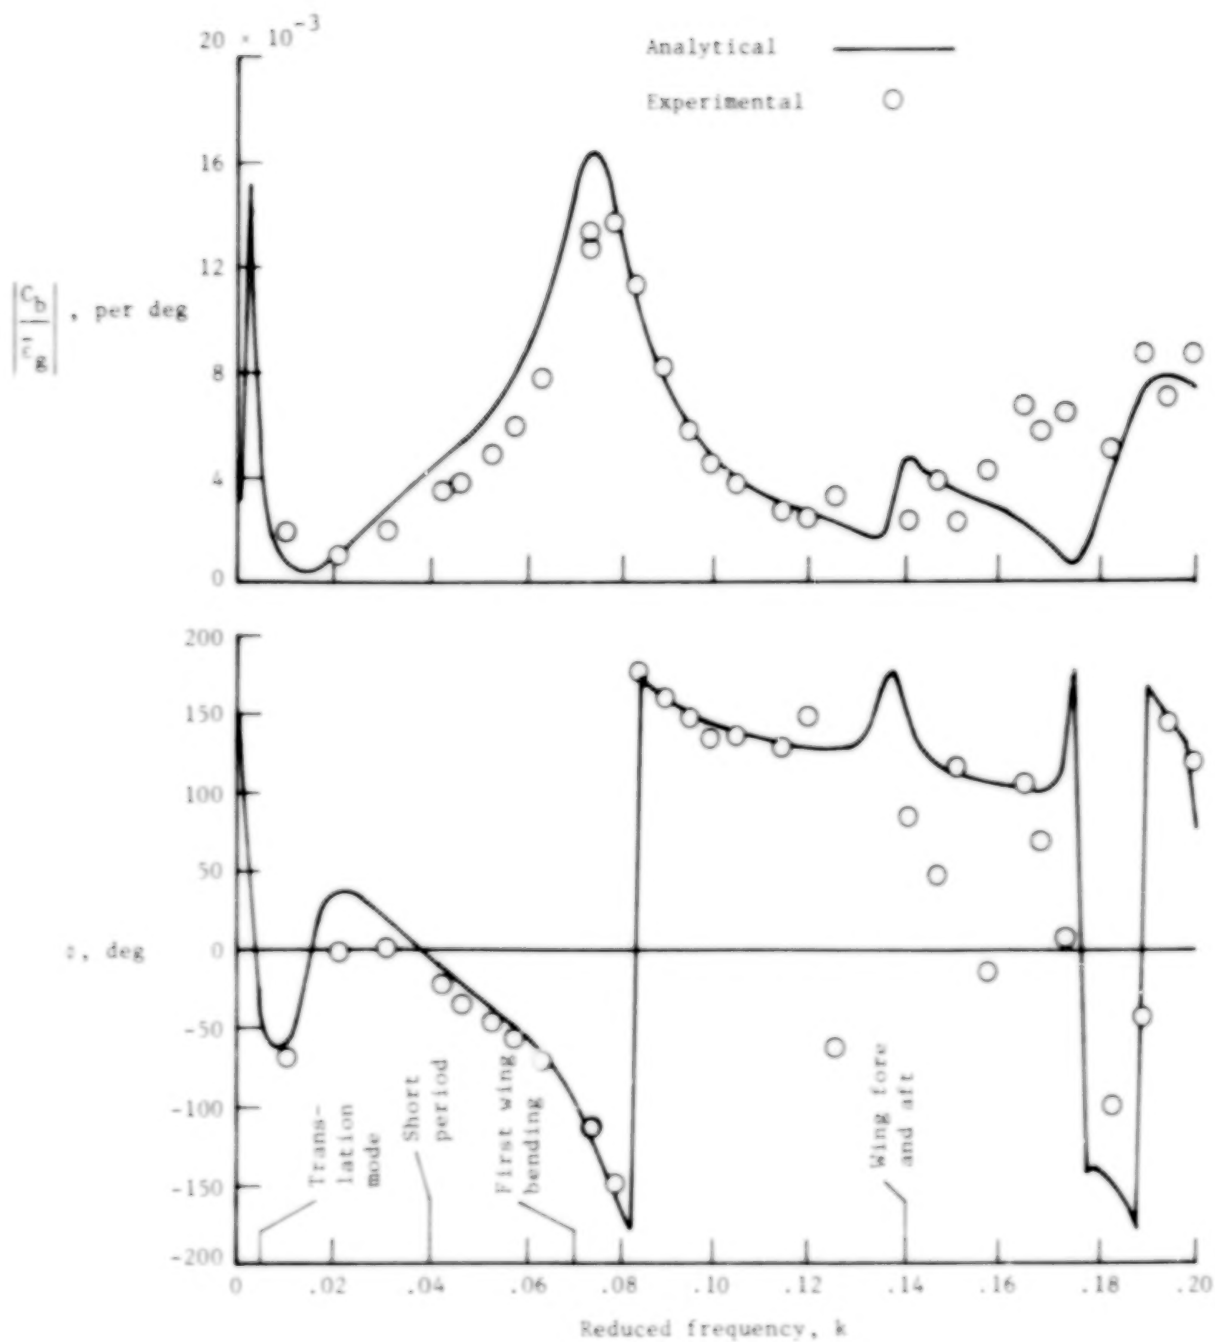 20 × 10⁻³
Analytical
Experimental
16
12
|C_b / ε̄_g|, per deg
8
4
0
200
150
100
50
0
, deg
-50
-100
-150
-200
Trans-
lation
mode
Short
period
First wing
bending
Wing fore
and aft
0 .02 .04 .06 .08 .10 .12 .14 .16 .18 .20
Reduced frequency, k